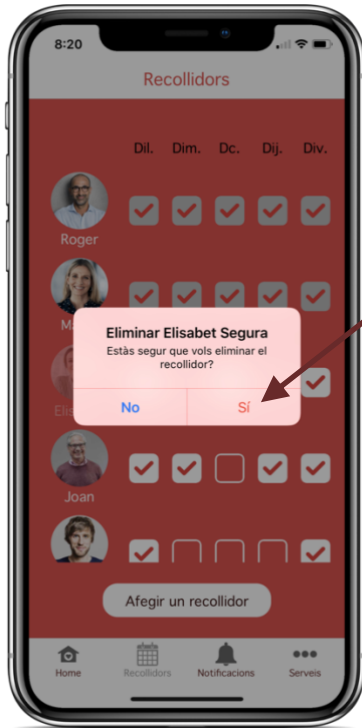 8:20
Recollidors
Dil. Dim. Dc. Dij. Div.
Roger
Eliminar Elisabet Segura
Estàs segur que vols eliminar el
recollidor?
No Sí
Joan
Afegir un recollidor
Home Recollidors Notificacions Serveis